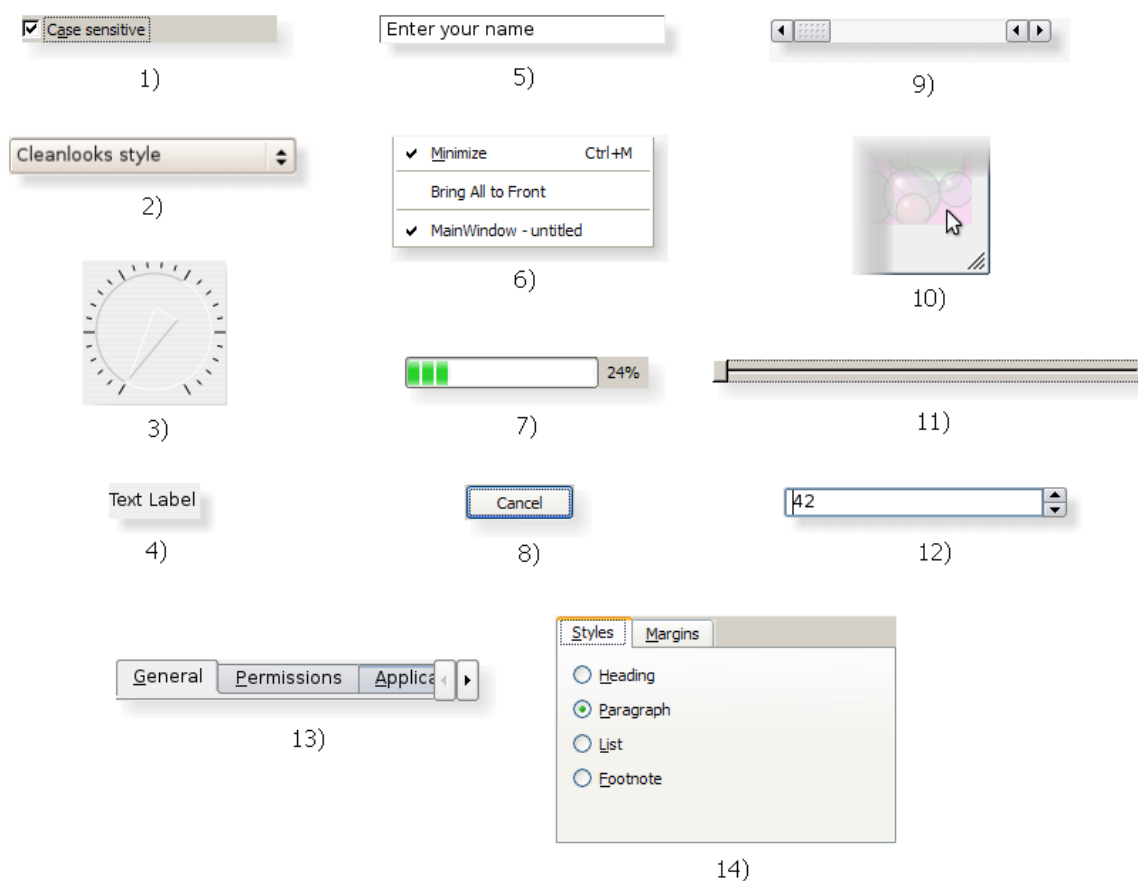 Case sensitive
1)
Enter your name
5)
9)
Cleanlooks style
2)
Minimize Ctrl+M
Bring All to Front
MainWindow - untitled
6)
10)
3)
24%
7)
11)
Text Label
4)
Cancel
8)
42
12)
General Permissions Applica
13)
Styles Margins
Heading
Paragraph
List
Footnote
14)